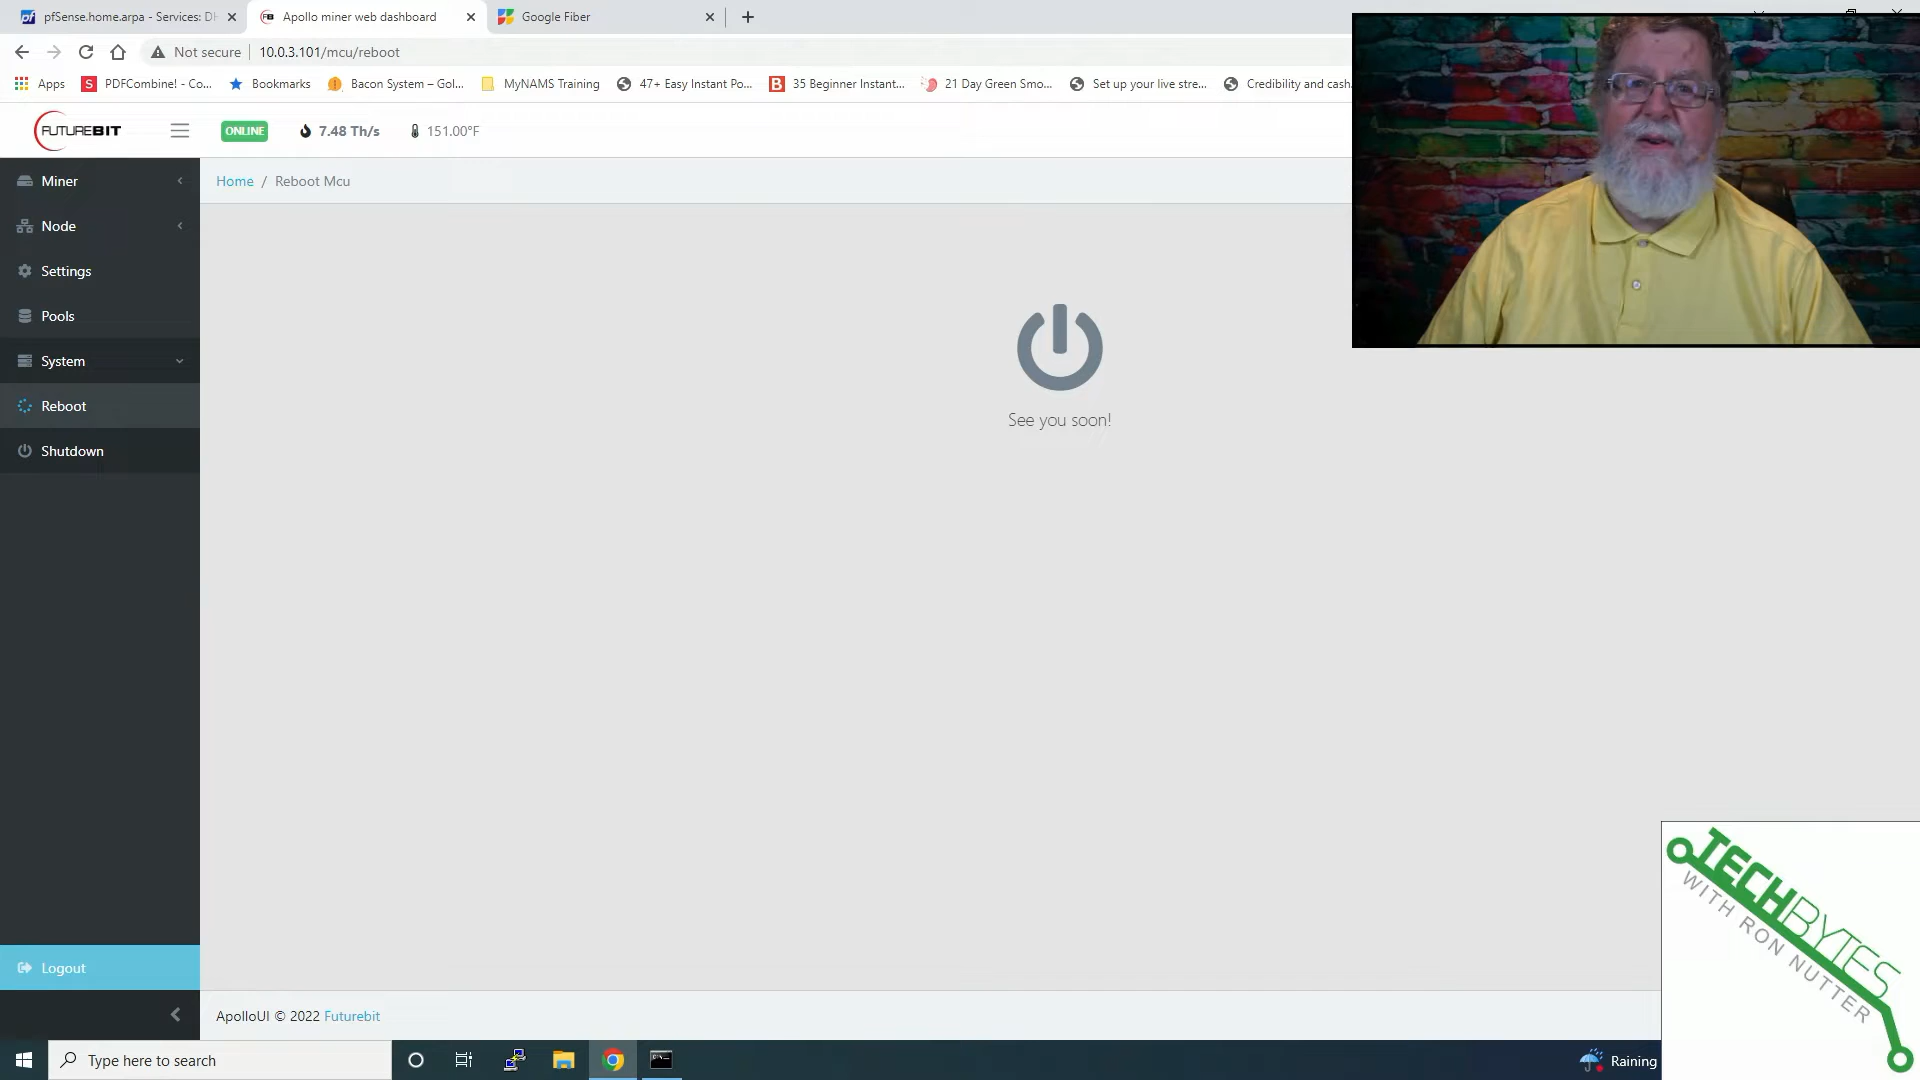 pfSense.home.arpa - Services: DH
Apollo miner web dashboard
Google Fiber
Not secure
10.0.3.101/mcu/reboot
Apps
PDFCombine! - Co...
Bookmarks
Bacon System – Gol...
MyNAMS Training
47+ Easy Instant Po...
35 Beginner Instant...
21 Day Green Smo...
Set up your live stre...
Credibility and cash
FUTUREBIT
ONLINE
7.48 Th/s
151.00°F
Miner
Home / Reboot Mcu
Node
Settings
Pools
System
Reboot
Shutdown
See you soon!
Logout
ApolloUI © 2022 Futurebit
TECHBYTES
WITH RON NUTTER
Type here to search
Raining